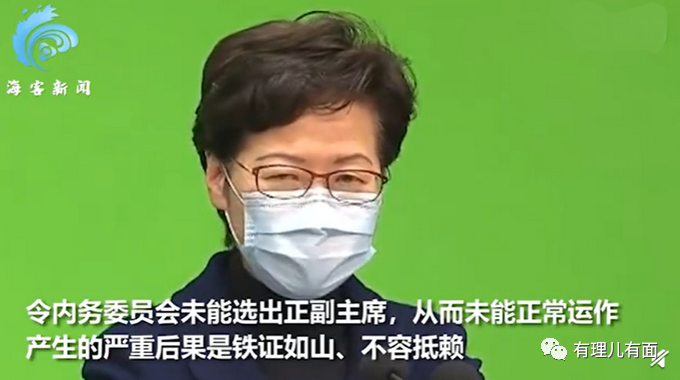 海客新闻
令内务委员会未能选出正副主席，从而未能正常运作
产生的严重后果是铁证如山、不容抵赖
有理儿有面